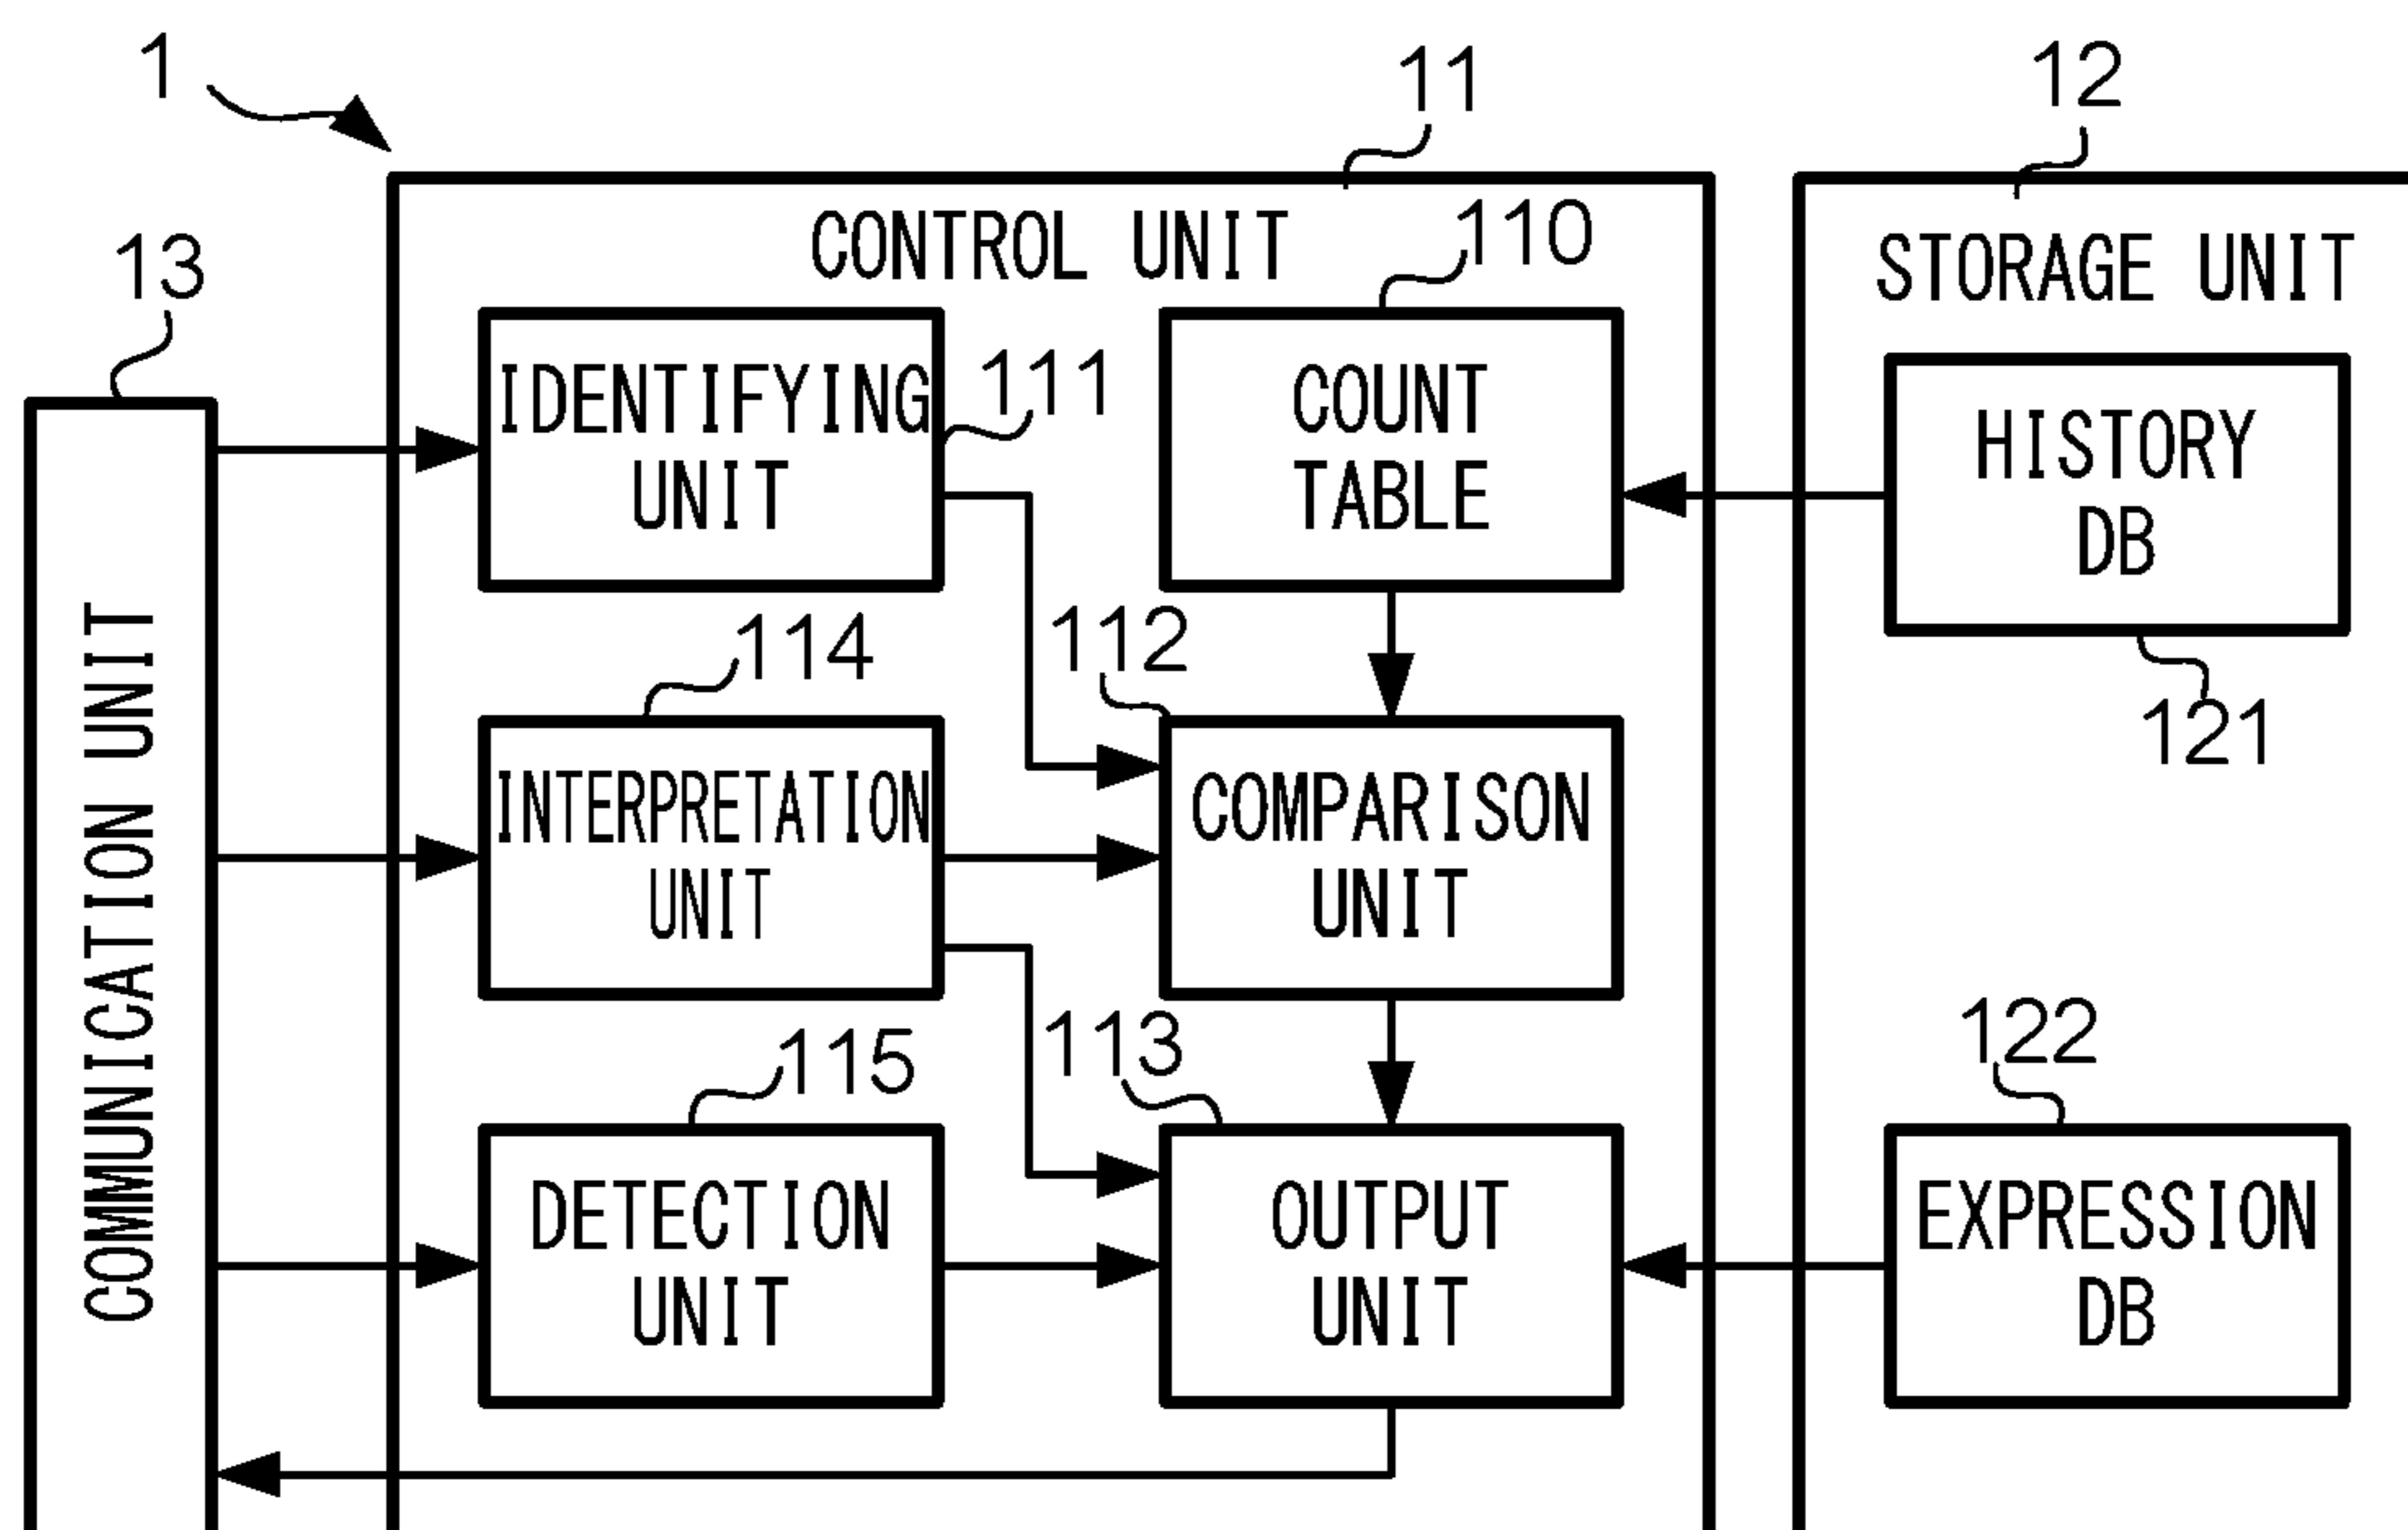 1
11
12
CONTROL UNIT
110
STORAGE UNIT
13
IDENTIFYING
UNIT
111
COUNT
TABLE
HISTORY
DB
121
COMMUNICATION UNIT
114
112
INTERPRETATION
UNIT
COMPARISON
UNIT
115
113
122
DETECTION
UNIT
OUTPUT
UNIT
EXPRESSION
DB